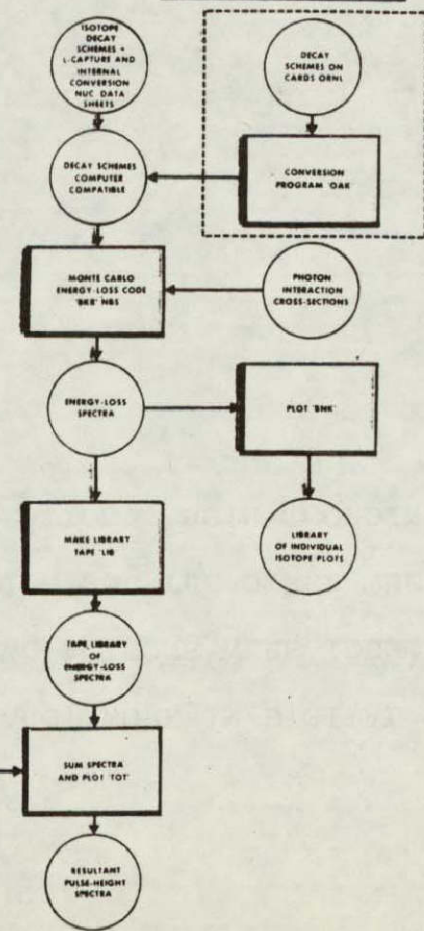 ISOTOPE
DECAY
SCHEMES +
L-CAPTURE AND
INTERNAL
CONVERSION
NUC DATA
SHEETS
DECAY
SCHEMES ON
CARDS ORNL
DECAY SCHEMES
COMPUTER
COMPATIBLE
CONVERSION
PROGRAM 'OAK'
MONTE CARLO
ENERGY-LOSS CODE
NBS
PHOTON
INTERACTION
CROSS-SECTIONS
ENERGY-LOSS
SPECTRA
PLOT 'BNK'
MAKE LIBRARY
TAPE 'LIB'
LIBRARY
OF INDIVIDUAL
ISOTOPE PLOTS
TAPE LIBRARY
OF
ENERGY-LOSS
SPECTRA
SUM SPECTRA
AND PLOT 'TOT'
RESULTANT
PULSE-HEIGHT
SPECTRA